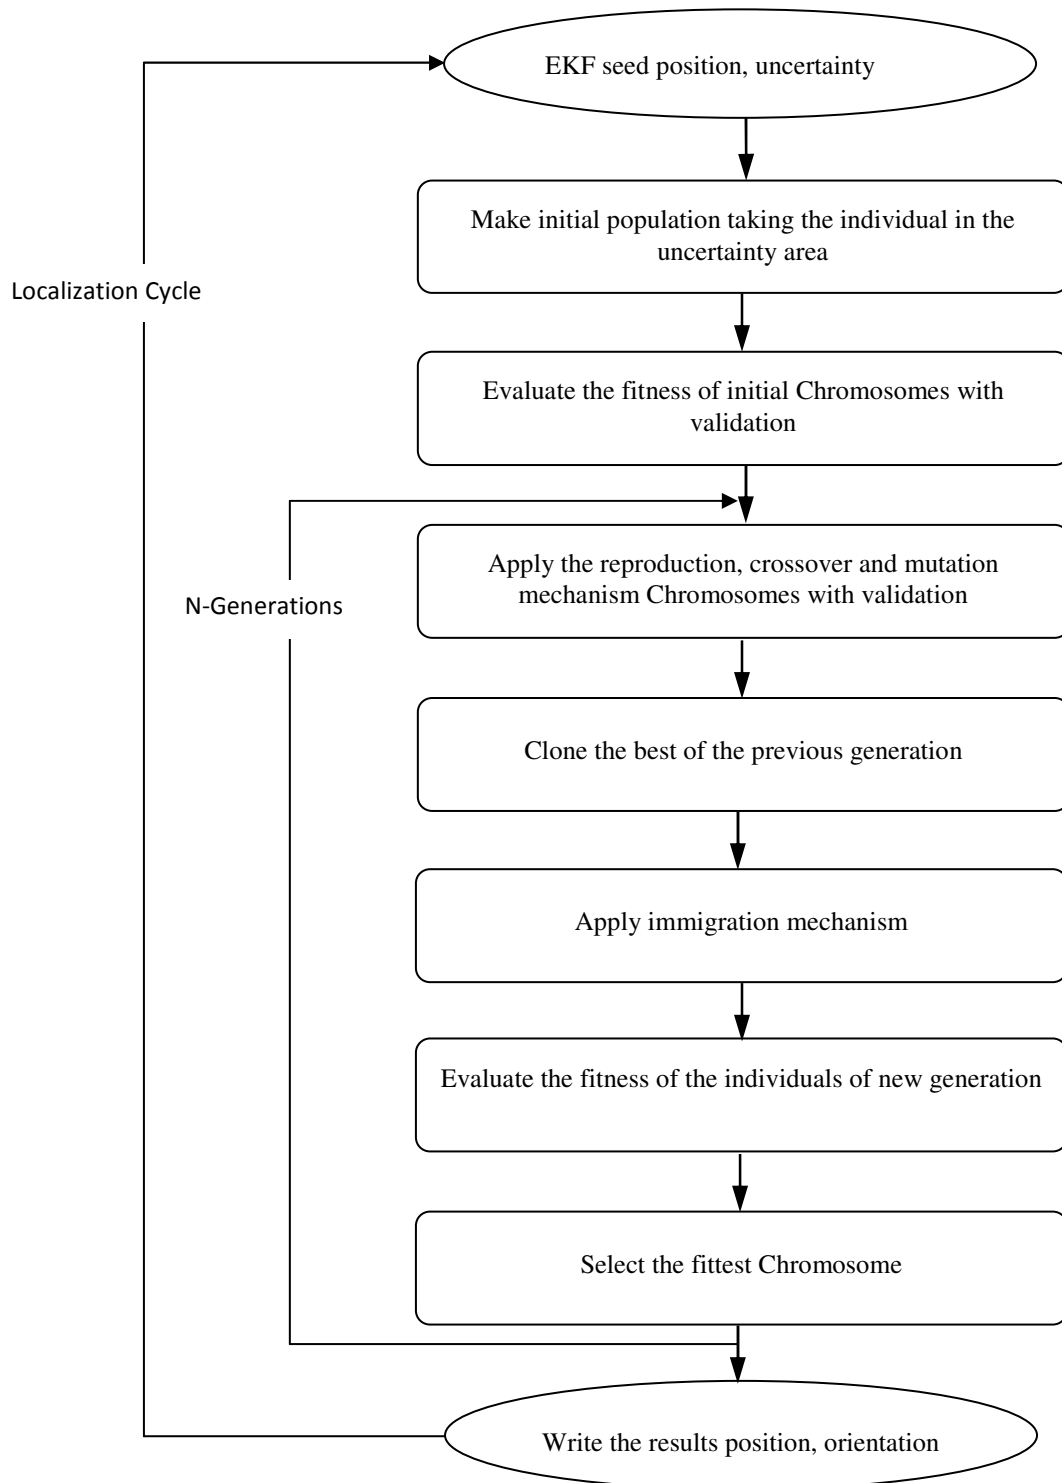 EKF seed position, uncertainty
Make initial population taking the individual in the
uncertainty area
Localization Cycle
Evaluate the fitness of initial Chromosomes with
validation
Apply the reproduction, crossover and mutation
mechanism Chromosomes with validation
N-Generations
Clone the best of the previous generation
Apply immigration mechanism
Evaluate the fitness of the individuals of new generation
Select the fittest Chromosome
Write the results position, orientation